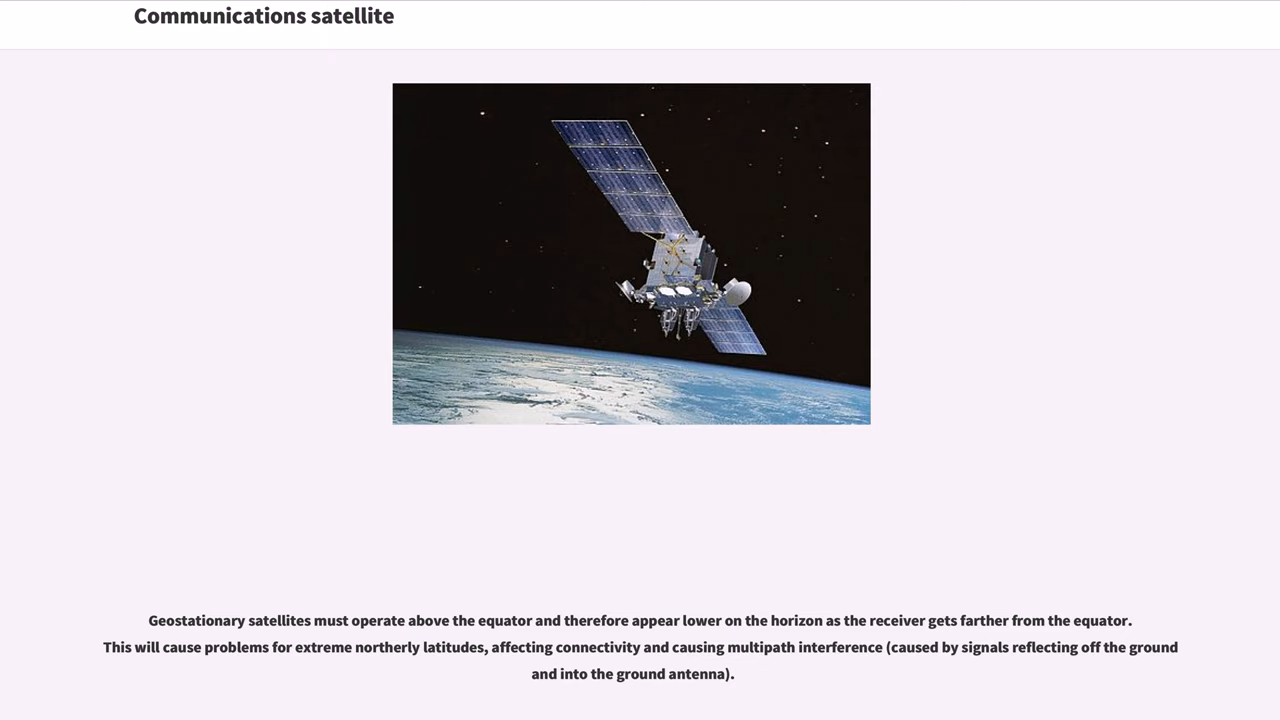 Communications satellite
Geostationary satellites must operate above the equator and therefore appear lower on the horizon as the receiver gets farther from the equator.
This will cause problems for extreme northerly latitudes, affecting connectivity and causing multipath interference (caused by signals reflecting off the ground
and into the ground antenna).